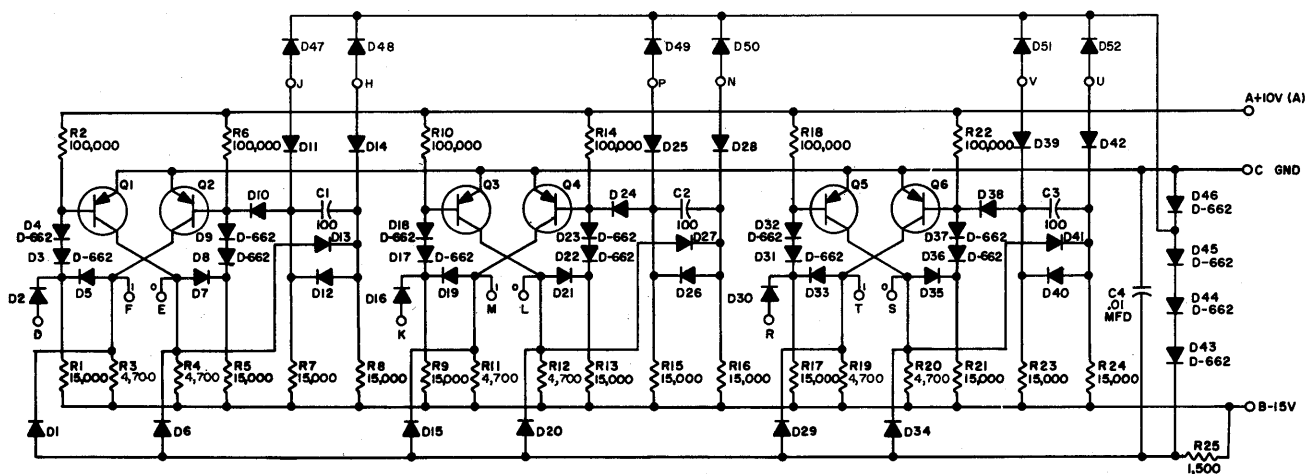 D47 D48 D49 D50 D51 D52
J H P N V U
A+10V (A)
R2 100,000
R6 100,000
R10 100,000
R14 100,000
R18 100,000
R22 100,000
D11 D14 D25 D28 D39 D42
C GND
Q1 Q2 Q3 Q4 Q5 Q6
D10 C1 100
D24 C2 100
D38 C3 100
D46 D-662
D4 D-662
D9 D-662
D13
D18 D-662
D23 D-662
D27
D32 D-662
D37 D-662
D41
D3 D-662
D8 D-662
D17 D-662
D22 D-662
D31 D-662
D36 D-662
D45 D-662
D2 D5 D7 D12
D16 D19 D21 D26
D30 D33 D35 D40
C4 .01 MFD
D44 D-662
D
1 F
0 E
K
1 M
0 L
R
1 T
0 S
D43 D-662
R1 15,000
R3 4,700
R4 4,700
R5 15,000
R7 15,000
R8 15,000
R9 15,000
R11 4,700
R12 4,700
R13 15,000
R15 15,000
R16 15,000
R17 15,000
R19 4,700
R20 4,700
R21 15,000
R23 15,000
R24 15,000
B-15V
D1 D6 D15 D20 D29 D34
R25 1,500